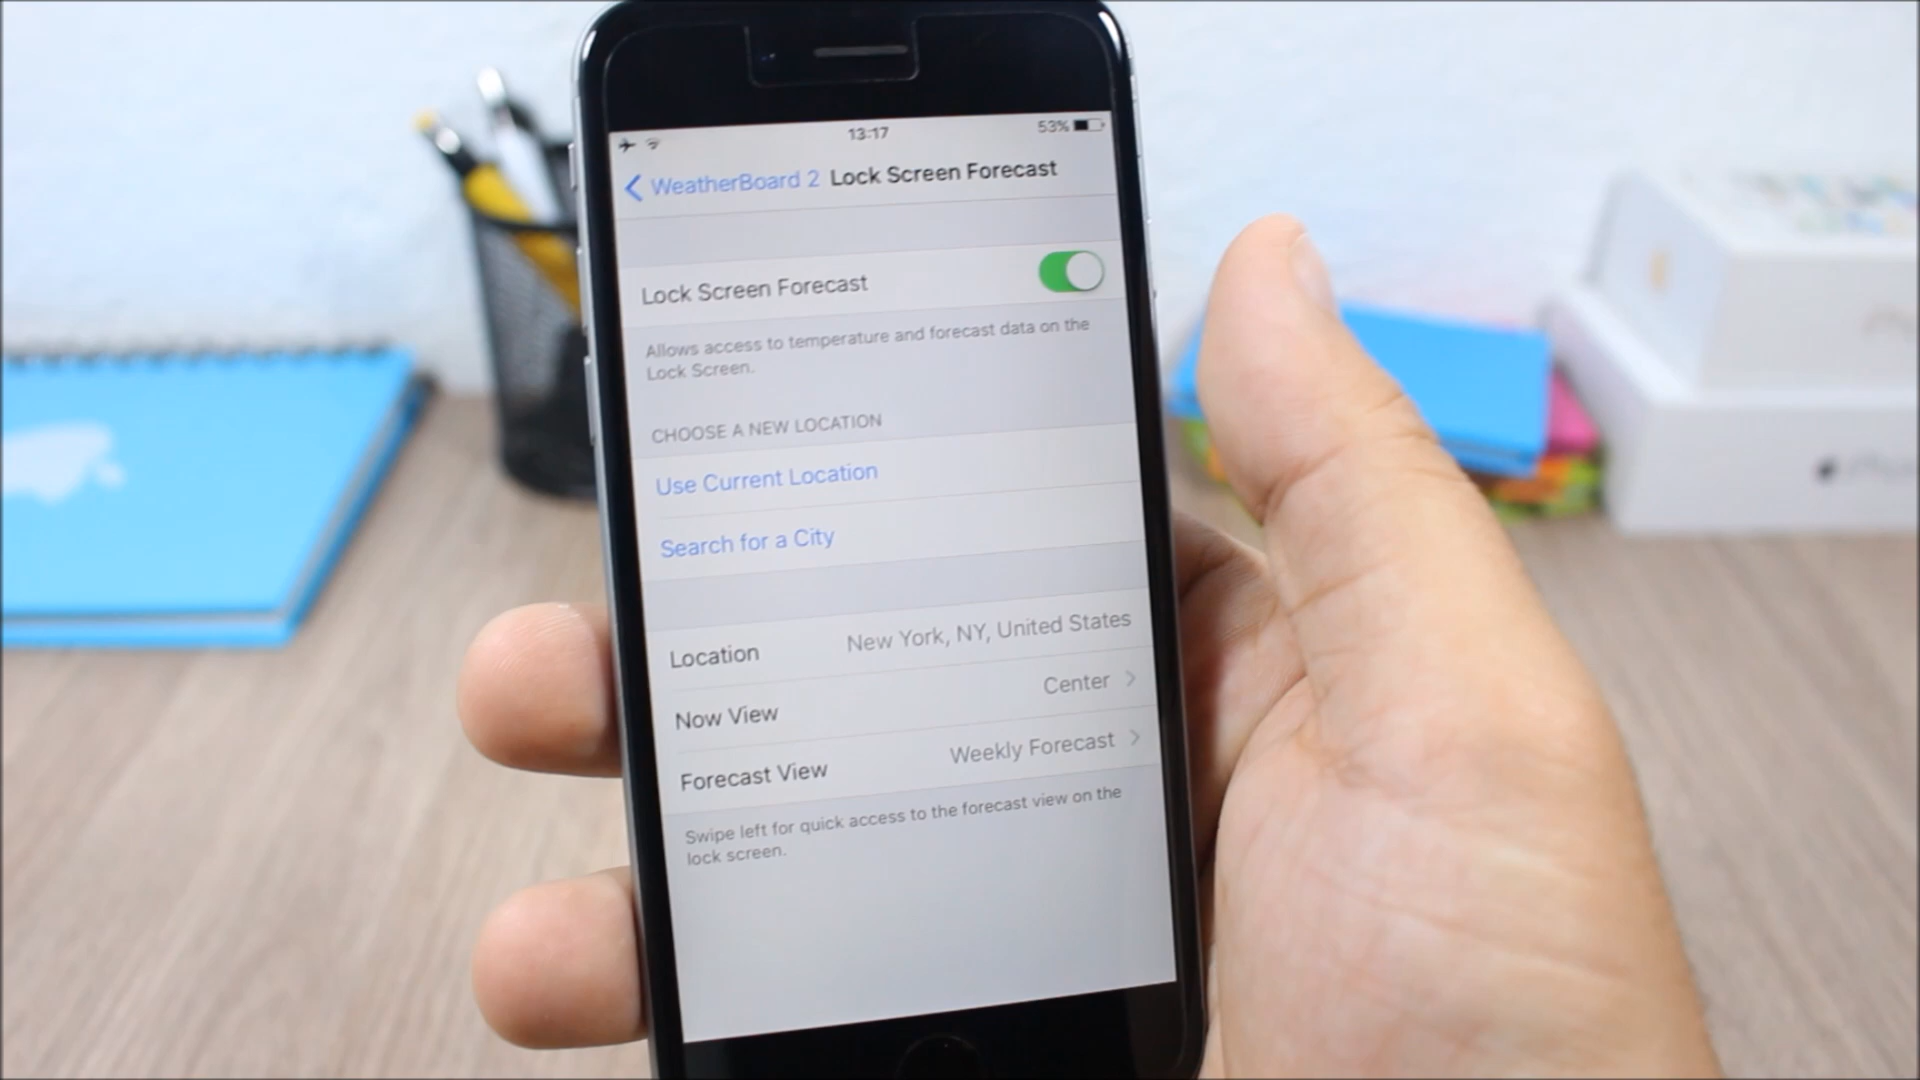 13:17
53%
WeatherBoard 2 Lock Screen Forecast
Lock Screen Forecast
Allows access to temperature and forecast data on the
Lock Screen.
CHOOSE A NEW LOCATION
Use Current Location
Search for a City
Location New York, NY, United States
Now View Center
Forecast View Weekly Forecast
Swipe left for quick access to the forecast view on the
lock screen.